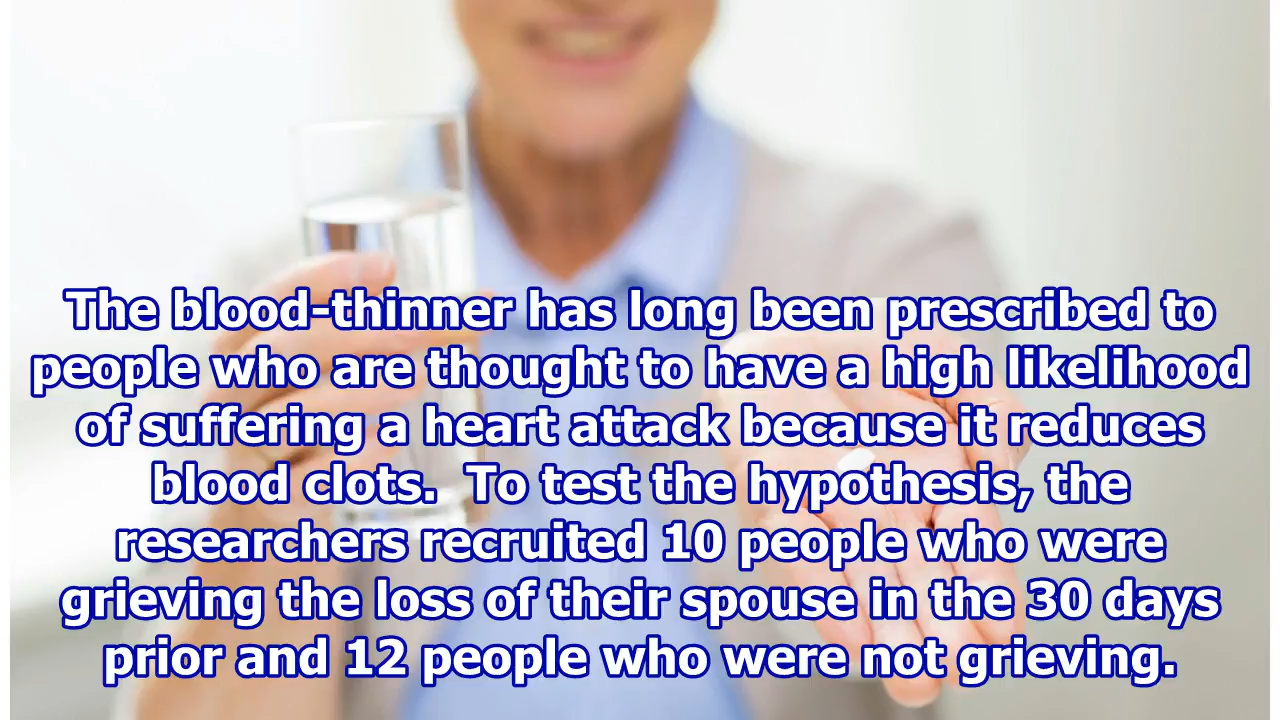 The blood-thinner has long been prescribed to
people who are thought to have a high likelihood
of suffering a heart attack because it reduces
blood clots.  To test the hypothesis, the
researchers recruited 10 people who were
grieving the loss of their spouse in the 30 days
prior and 12 people who were not grieving.